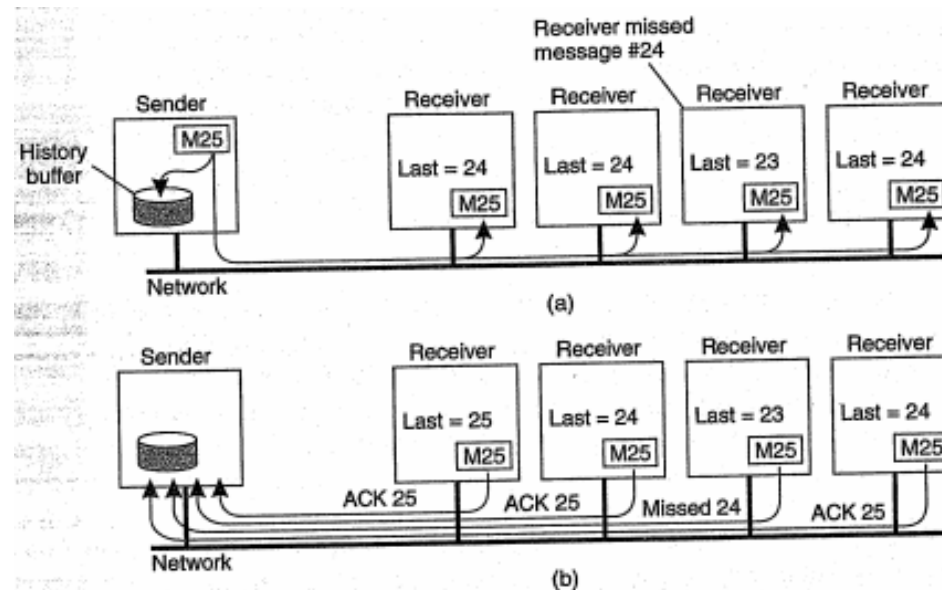 Receiver missed
message #24
Sender
Receiver
Receiver
Receiver
Receiver
M25
History
buffer
Last = 24
Last = 24
Last = 23
Last = 24
M25
M25
M25
M25
Network
(a)
Sender
Receiver
Receiver
Receiver
Receiver
Last = 25
Last = 24
Last = 23
Last = 24
M25
M25
M25
M25
ACK 25
ACK 25
Missed 24
ACK 25
Network
(b)